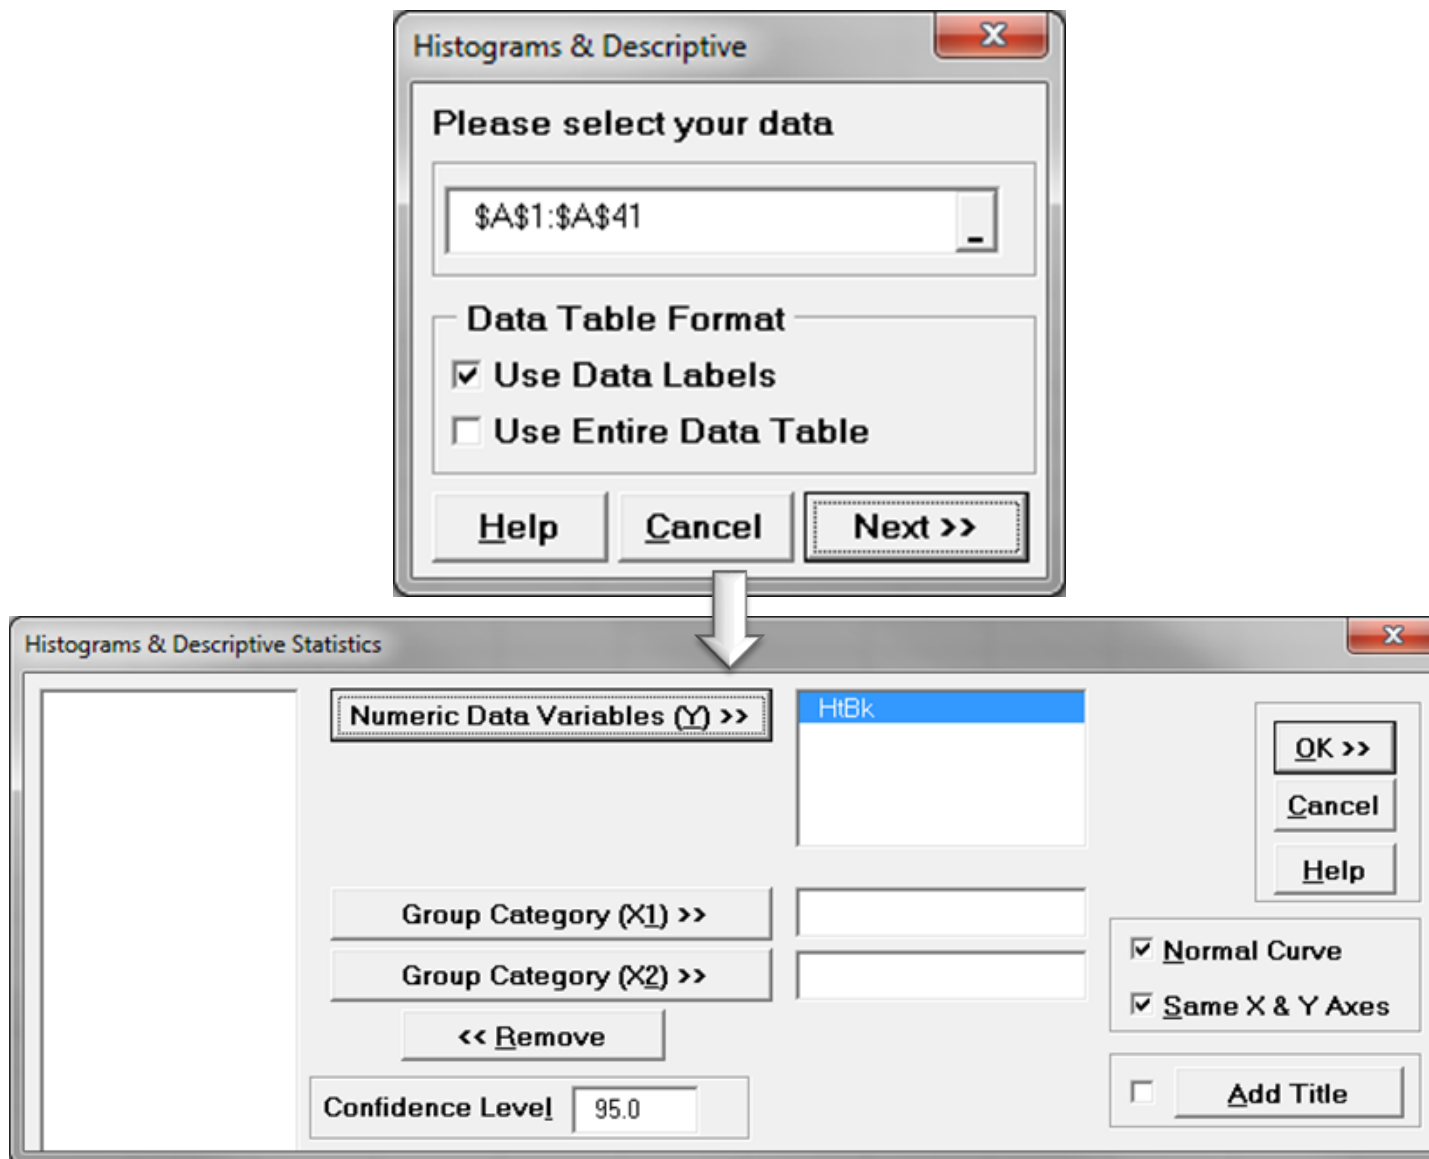 Histograms & Descriptive
Please select your data
$A$1:$A$41
Data Table Format
Use Data Labels
Use Entire Data Table
Help Cancel Next >>
Histograms & Descriptive Statistics
Numeric Data Variables (Y) >>
HtBk
OK >>
Cancel
Help
Group Category (X1) >>
Group Category (X2) >>
<< Remove
Normal Curve
Same X & Y Axes
Confidence Level 95.0
Add Title